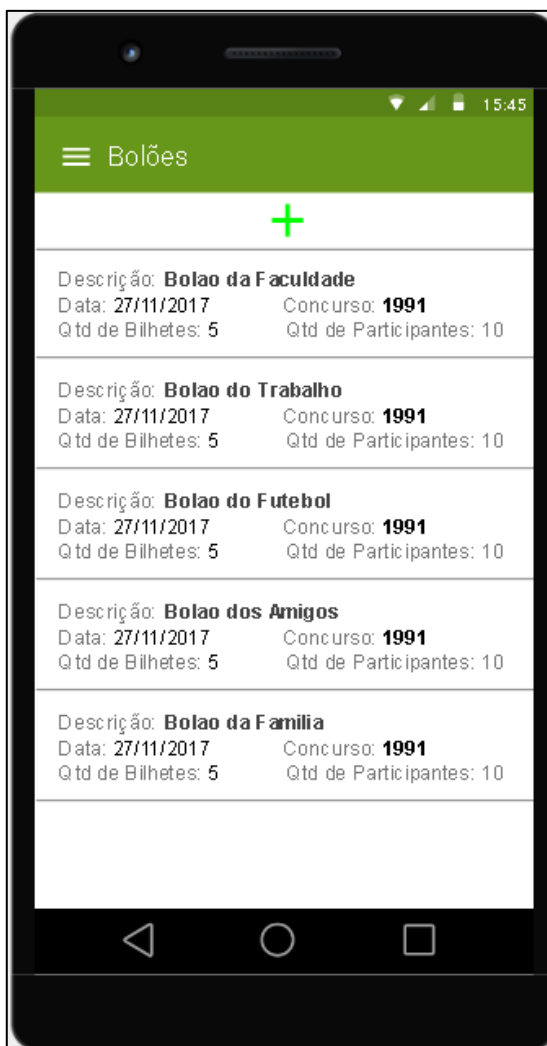 15:45
Bolões
Descrição: Bolao da Faculdade
Data: 27/11/2017 Concurso: 1991
Qtd de Bilhetes: 5 Qtd de Participantes: 10
Descrição: Bolao do Trabalho
Data: 27/11/2017 Concurso: 1991
Qtd de Bilhetes: 5 Qtd de Participantes: 10
Descrição: Bolao do Futebol
Data: 27/11/2017 Concurso: 1991
Qtd de Bilhetes: 5 Qtd de Participantes: 10
Descrição: Bolao dos Amigos
Data: 27/11/2017 Concurso: 1991
Qtd de Bilhetes: 5 Qtd de Participantes: 10
Descrição: Bolao da Familia
Data: 27/11/2017 Concurso: 1991
Qtd de Bilhetes: 5 Qtd de Participantes: 10